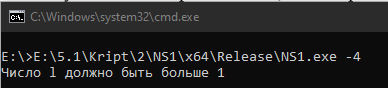 C:\Windows\system32\cmd.exe
E:\>E:\5.1\Kript\2\NS1\x64\Release\NS1.exe -4
Число l должно быть больше 1